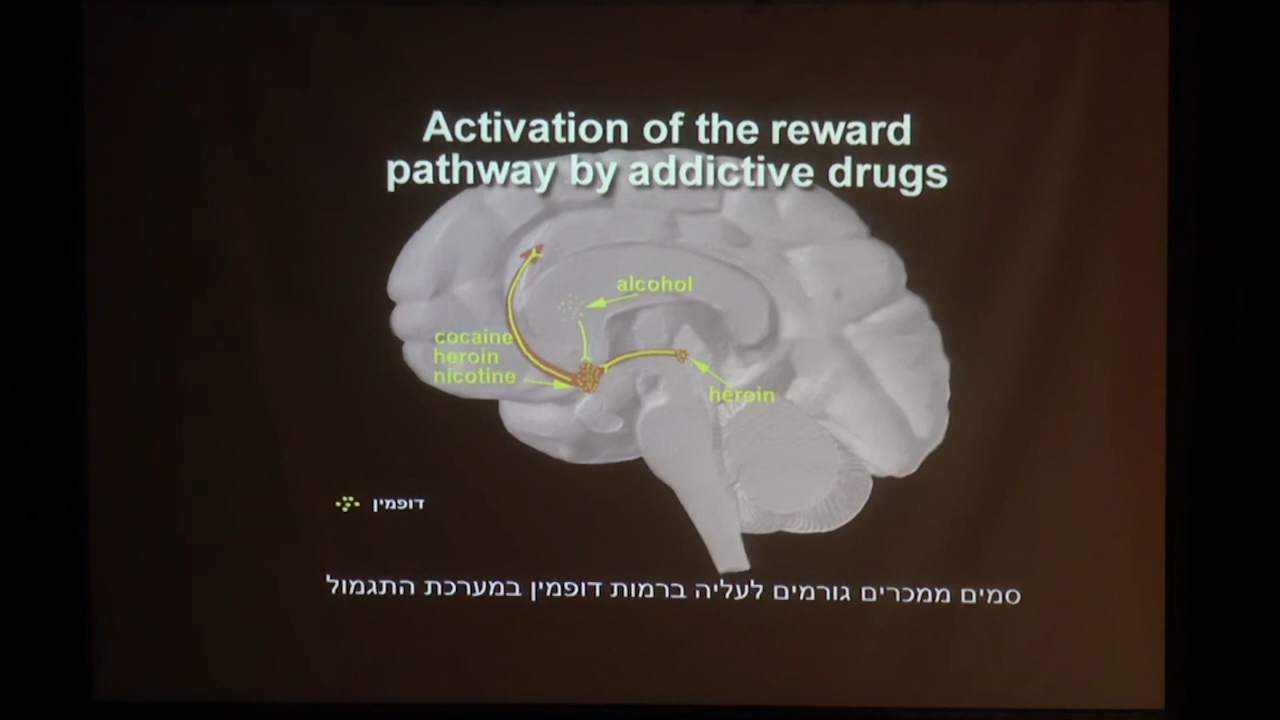 Activation of the reward
pathway by addictive drugs
alcohol
cocaine
heroin
nicotine
heroin
דופמין
סמים ממכרים גורמים לעליה ברמות דופמין במערכת התגמול